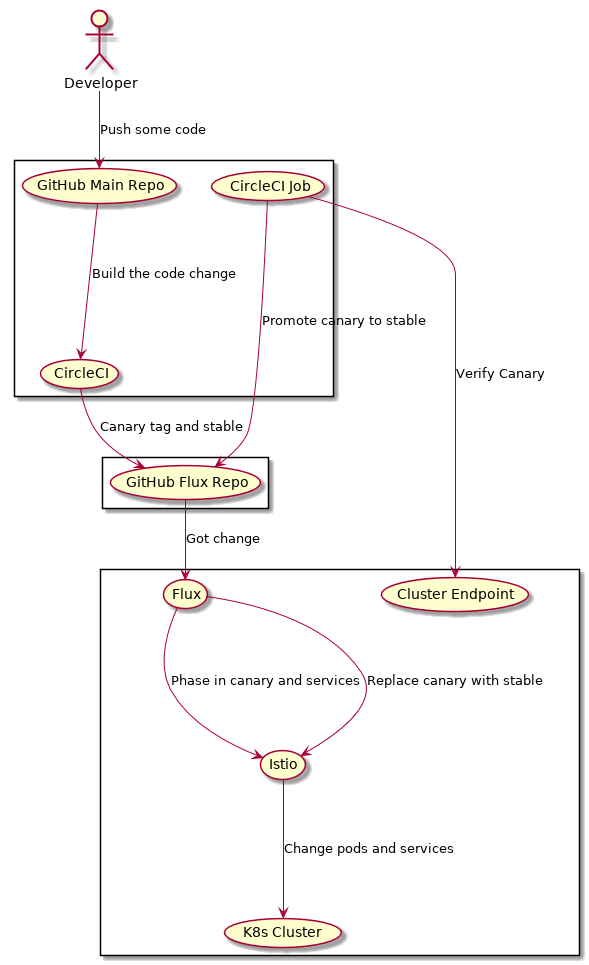 Developer
Push some code
GitHub Main Repo
CircleCI Job
Build the code change
Promote canary to stable
CircleCI
Verify Canary
Canary tag and stable
GitHub Flux Repo
Got change
Flux
Cluster Endpoint
Phase in canary and services
Replace canary with stable
Istio
Change pods and services
K8s Cluster